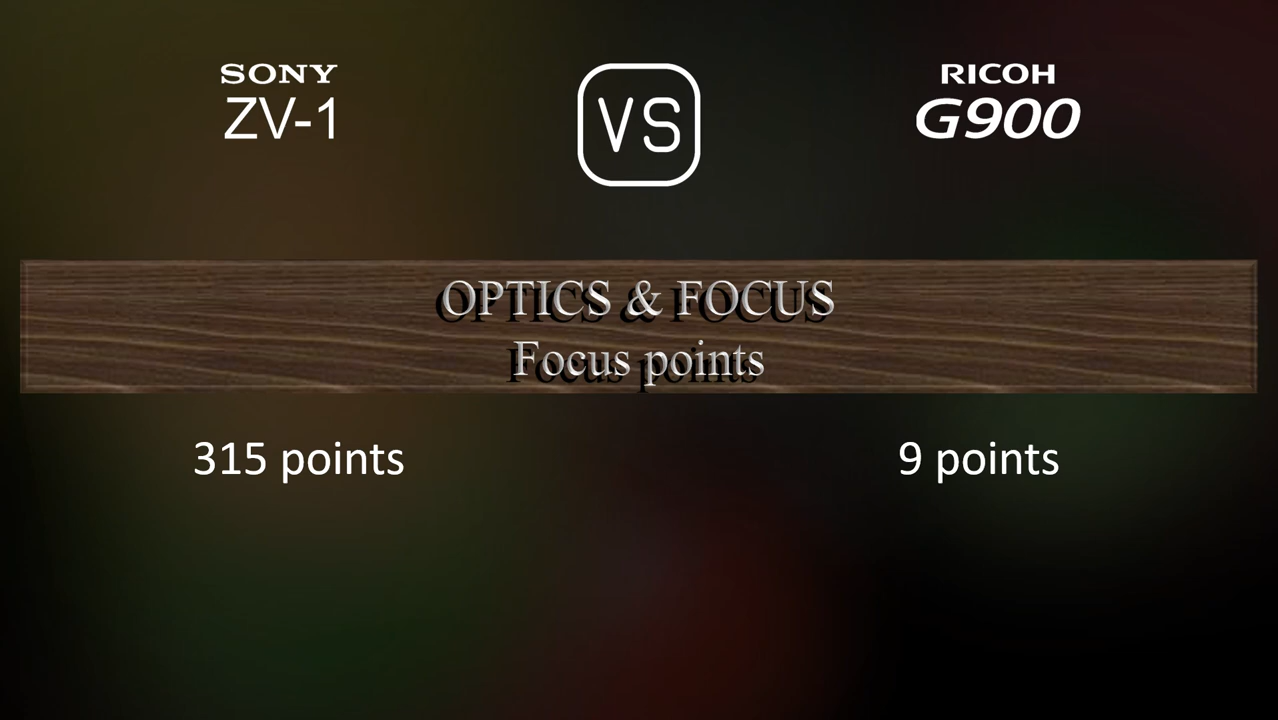 SONY
ZV-1
VS
RICOH
G900
OPTICS & FOCUS
Focus points
315 points
9 points